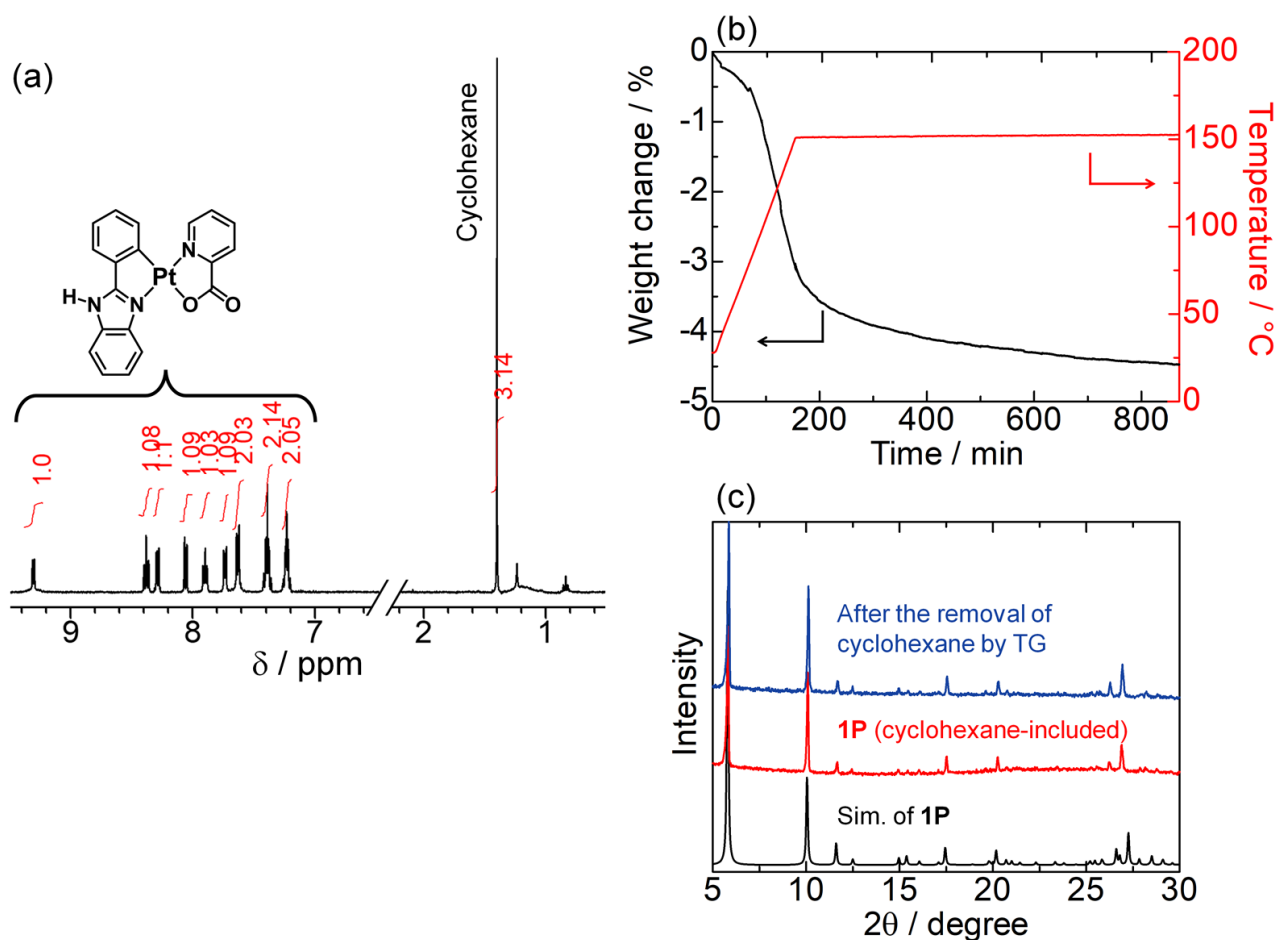 (a)
Cyclohexane
H
N
N
N
Pt
O
O
1.0
1.08
1.1
1.09
1.03
1.09
2.03
2.14
2.05
3.14
9
8
7
2
1
δ / ppm
(b)
0
-1
-2
-3
-4
-5
Weight change / %
0
200
400
600
800
Time / min
200
150
100
50
0
Temperature / °C
(c)
After the removal of
cyclohexane by TG
1P (cyclohexane-included)
Sim. of 1P
Intensity
5
10
15
20
25
30
2θ / degree